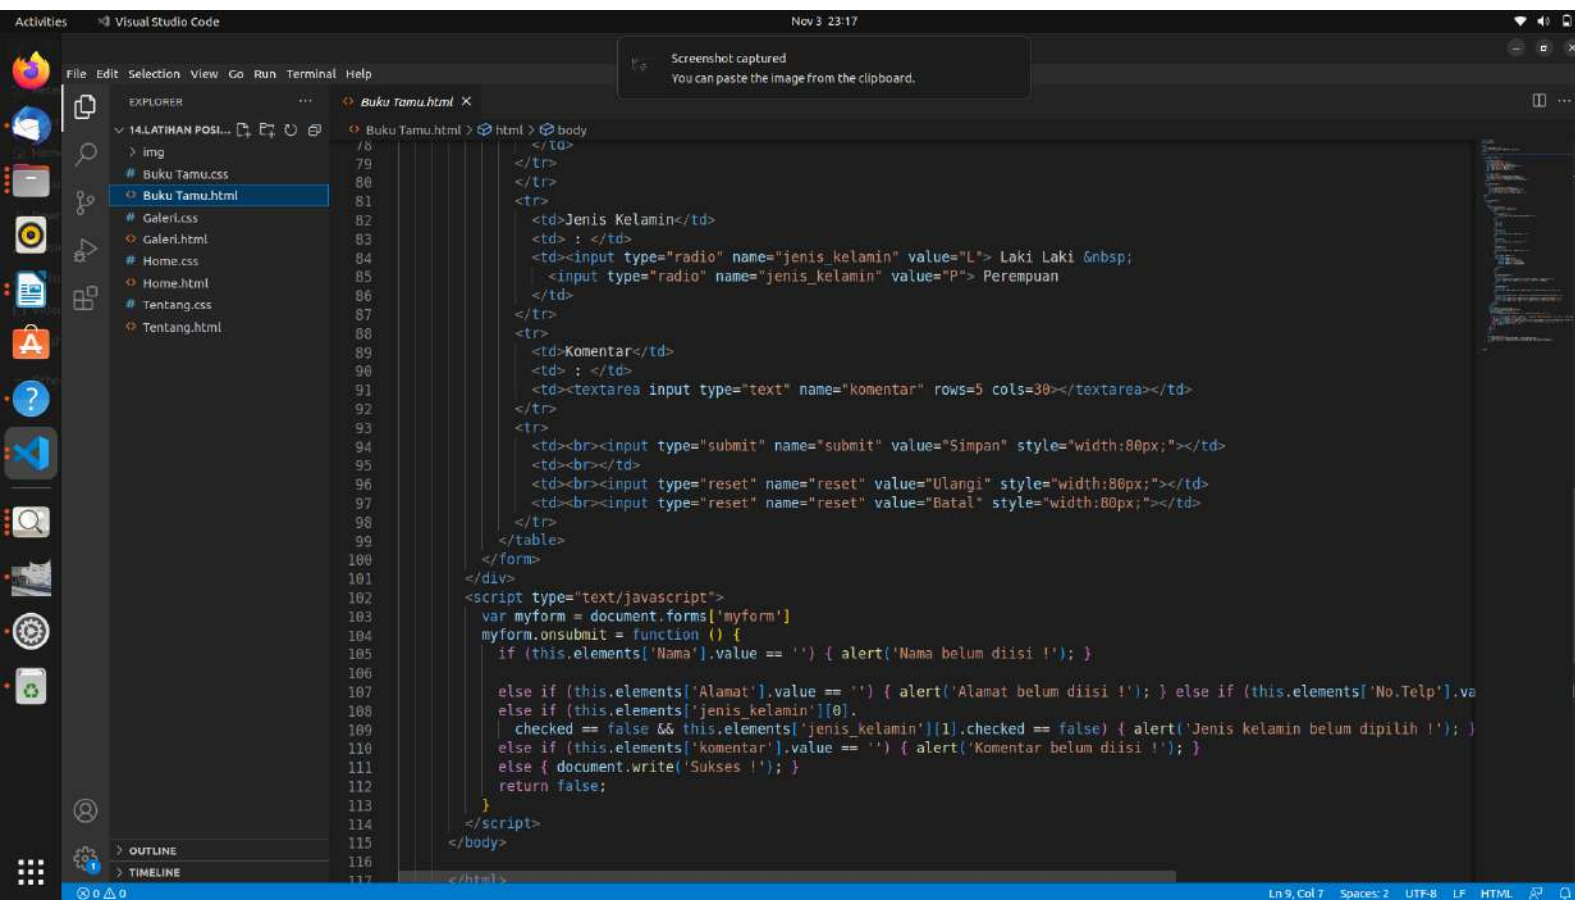 Activities Visual Studio Code Nov 3 23:17
Screenshot captured
You can paste the image from the clipboard.
File Edit Selection View Go Run Terminal Help
EXPLORER ··· Buku Tamu.html ×
14.LATIHAN POSI...
Buku Tamu.html > html > body
img
Buku Tamu.css
Buku Tamu.html
Galeri.css
Galeri.html
Home.css
Home.html
Tentang.css
Tentang.html
OUTLINE
TIMELINE
78 </td>
79 </tr>
80 </tr>
81 <tr>
82 <td>Jenis Kelamin</td>
83 <td> : </td>
84 <td><input type="radio" name="jenis_kelamin" value="L"> Laki Laki &nbsp;
85 <input type="radio" name="jenis_kelamin" value="P"> Perempuan
86 </td>
87 </tr>
88 <tr>
89 <td>Komentar</td>
90 <td> : </td>
91 <td><textarea input type="text" name="komentar" rows=5 cols=30></textarea></td>
92 </tr>
93 <tr>
94 <td><br><input type="submit" name="submit" value="Simpan" style="width:80px;"></td>
95 <td><br></td>
96 <td><br><input type="reset" name="reset" value="Ulangi" style="width:80px;"></td>
97 <td><br><input type="reset" name="reset" value="Batal" style="width:80px;"></td>
98 </tr>
99 </table>
100 </form>
101 </div>
102 <script type="text/javascript">
103 var myform = document.forms['myform']
104 myform.onsubmit = function () {
105 if (this.elements['Nama'].value == '') { alert('Nama belum diisi !'); }
106
107 else if (this.elements['Alamat'].value == '') { alert('Alamat belum diisi !'); } else if (this.elements['No.Telp'].va
108 else if (this.elements['jenis_kelamin'][0].
109 checked == false && this.elements['jenis_kelamin'][1].checked == false) { alert('Jenis kelamin belum dipilih !'); }
110 else if (this.elements['komentar'].value == '') { alert('Komentar belum diisi !'); }
111 else { document.write('Sukses !'); }
112 return false;
113 }
114 </script>
115 </body>
116
117 </html>
0 0 Ln 9, Col 7 Spaces: 2 UTF-8 LF HTML